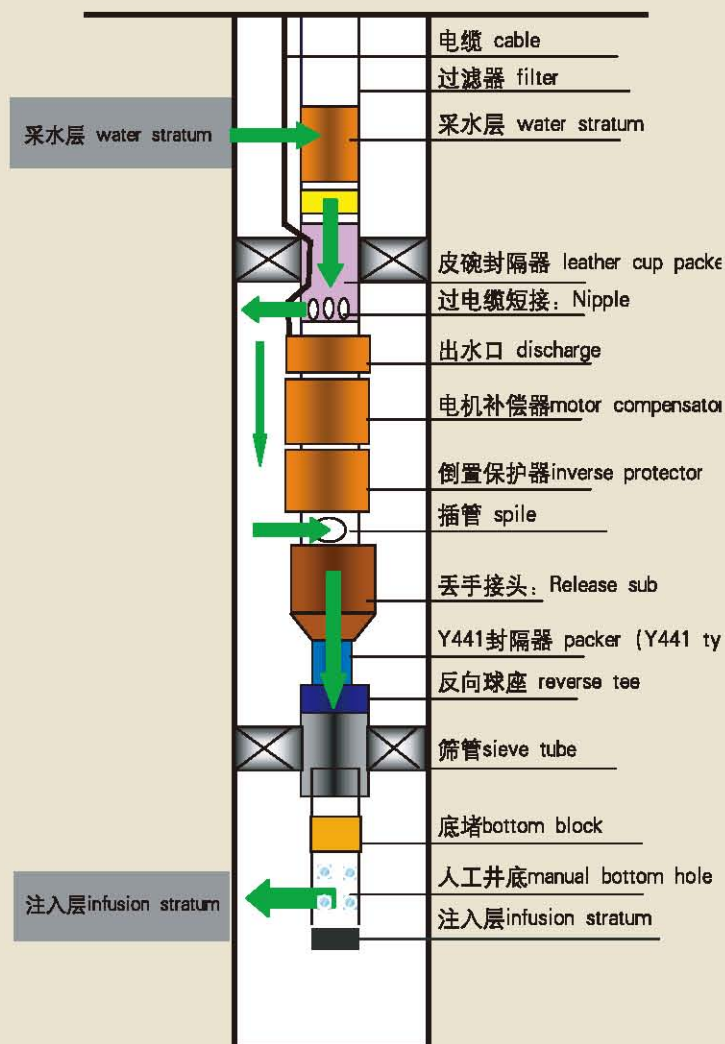 电缆 cable
过滤器 filter
采水层 water stratum
采水层 water stratum
皮碗封隔器 leather cup packe
过电缆短接：Nipple
出水口 discharge
电机补偿器motor compensator
倒置保护器inverse protector
插管 spile
丢手接头：Release sub
Y441封隔器 packer (Y441 ty
反向球座 reverse tee
筛管sieve tube
底堵bottom block
人工井底manual bottom hole
注入层infusion stratum
注入层infusion stratum